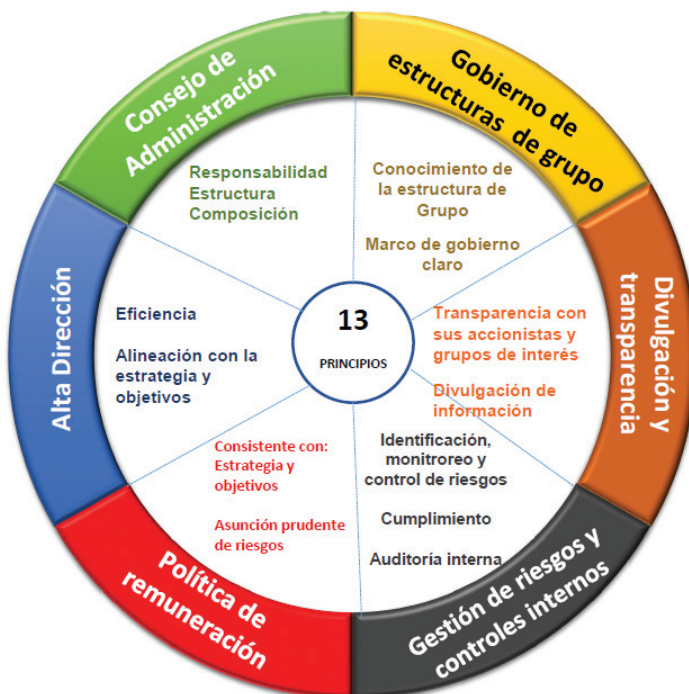 Consejo de
Administración
Responsabilidad
Estructura
Composición
Gobierno de
estructuras de grupo
Conocimiento de
la estructura de
Grupo
Marco de gobierno
claro
Divulgación y
transparencia
Transparencia con
sus accionistas y
grupos de interés
Divulgación de
información
Gestión de riesgos y
controles internos
Identificación,
monitroreo y
control de riesgos
Cumplimiento
Auditoría interna
Política de
remuneración
Consistente con:
Estrategia y
objetivos
Asunción prudente
de riesgos
Alta Dirección
Eficiencia
Alineación con la
estrategia y
objetivos
13
PRINCIPIOS